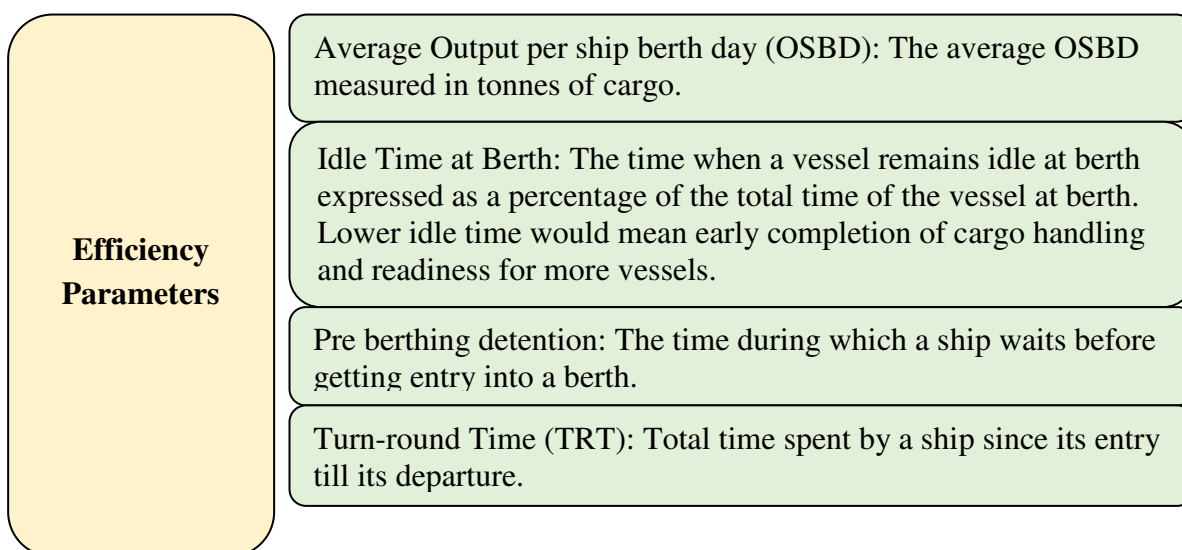 Efficiency
Parameters
Average Output per ship berth day (OSBD): The average OSBD
measured in tonnes of cargo.
Idle Time at Berth: The time when a vessel remains idle at berth
expressed as a percentage of the total time of the vessel at berth.
Lower idle time would mean early completion of cargo handling
and readiness for more vessels.
Pre berthing detention: The time during which a ship waits before
getting entry into a berth.
Turn-round Time (TRT): Total time spent by a ship since its entry
till its departure.